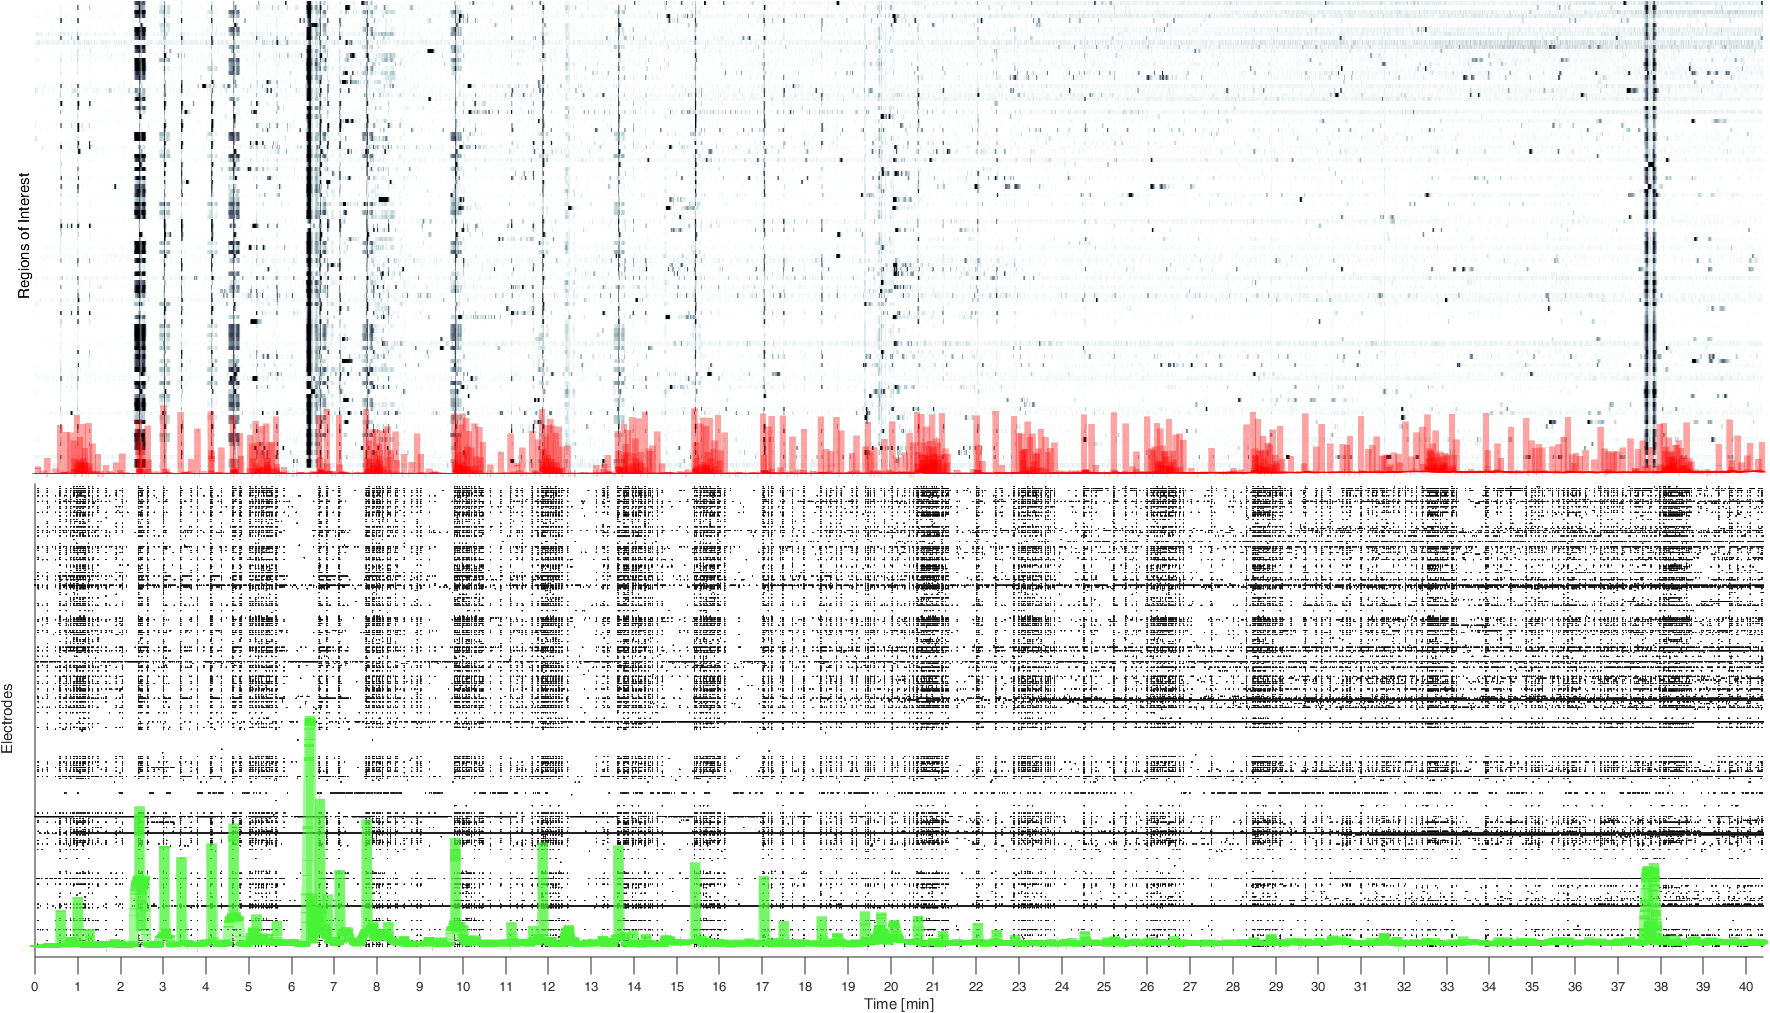 Regions of Interest
Electrodes
0 1 2 3 4 5 6 7 8 9 10 11 12 13 14 15 16 17 18 19 20 21 22 23 24 25 26 27 28 29 30 31 32 33 34 35 36 37 38 39 40
Time [min]